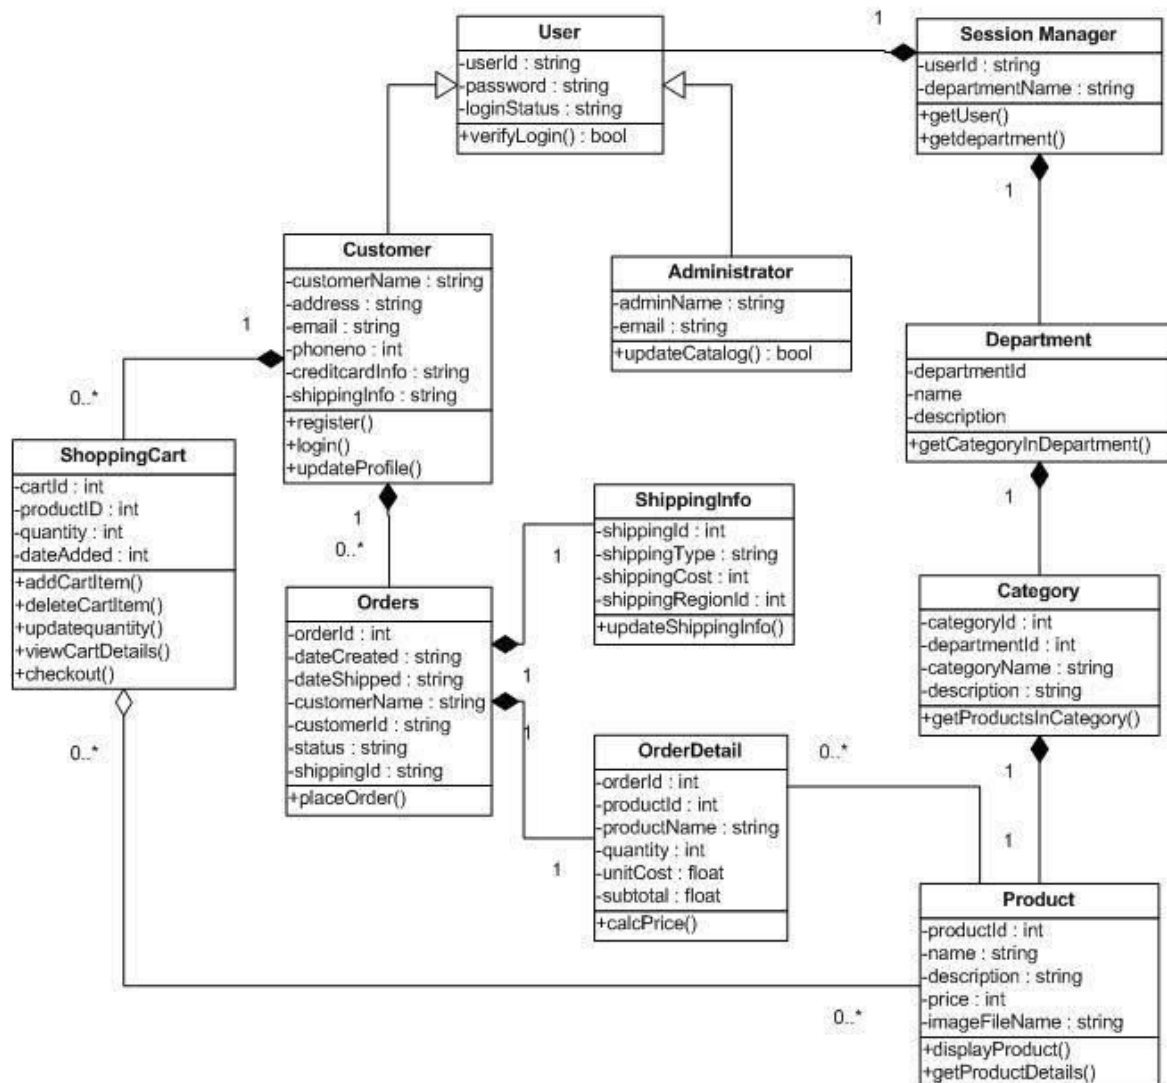 User
-userId : string
-password : string
-loginStatus : string
+verifyLogin() : bool
1
Session Manager
-userId : string
-departmentName : string
+getUser()
+getdepartment()
1
Customer
-customerName : string
-address : string
-email : string
-phoneno : int
-creditcardInfo : string
-shippingInfo : string
+register()
+login()
+updateProfile()
1
0..*
1
0..*
Administrator
-adminName : string
-email : string
+updateCatalog() : bool
Department
-departmentId
-name
-description
+getCategoryInDepartment()
1
ShoppingCart
-cartId : int
-productID : int
-quantity : int
-dateAdded : int
+addCartItem()
+deleteCartItem()
+updatequantity()
+viewCartDetails()
+checkout()
0..*
ShippingInfo
-shippingId : int
-shippingType : string
-shippingCost : int
-shippingRegionId : int
+updateShippingInfo()
1
Orders
-orderId : int
-dateCreated : string
-dateShipped : string
-customerName : string
-customerId : string
-status : string
-shippingId : string
+placeOrder()
1
1
Category
-categoryId : int
-departmentId : int
-categoryName : string
-description : string
+getProductsInCategory()
1
1
OrderDetail
-orderId : int
-productId : int
-productName : string
-quantity : int
-unitCost : float
-subtotal : float
+calcPrice()
1
0..*
Product
-productId : int
-name : string
-description : string
-price : int
-imageFileName : string
+displayProduct()
+getProductDetails()
0..*